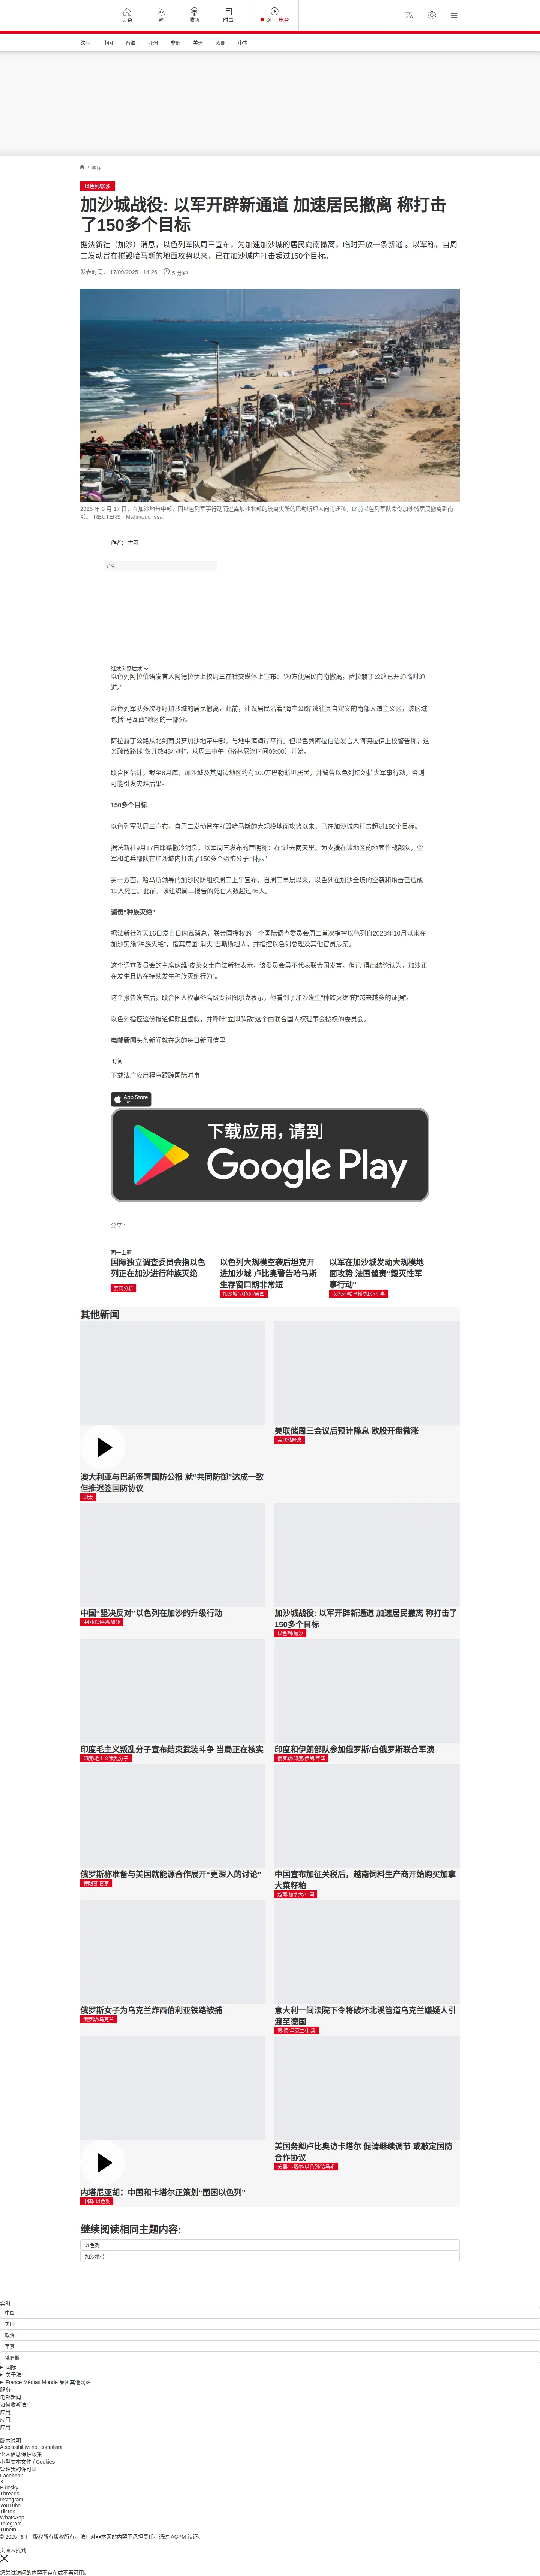 头条
繁
收听
时事
网上 电台
法国
中国
台海
亚洲
非洲
美洲
欧洲
中东
/ 国际
以色列/加沙
加沙城战役: 以军开辟新通道 加速居民撤离 称打击
了150多个目标
据法新社（加沙）消息，以色列军队周三宣布，为加速加沙城的居民向南撤离，临时开放一条新通 。以军称，自周
二发动旨在摧毁哈马斯的地面攻势以来，已在加沙城内打击超过150个目标。
发表时间： 17/09/2025 - 14:26
5 分钟
2025 年 9 月 17 日，在加沙地带中部，因以色列军事行动而逃离加沙北部的流离失所的巴勒斯坦人向南迁移，此前以色列军队命令加沙城居民撤离到南
部。 REUTERS - Mahmoud Issa
作者： 古莉
广告
继续浏览后续
以色列阿拉伯语发言人阿德拉伊上校周三在社交媒体上宣布：“为方便居民向南撤离，萨拉赫丁公路已开通临时通
道。”
以色列军队多次呼吁加沙城的居民撤离，此前，建议居民沿着“海岸公路”逃往其自定义的南部人道主义区，该区域
包括“马瓦西”地区的一部分。
萨拉赫丁公路从北到南贯穿加沙地带中部，与地中海海岸平行。但以色列阿拉伯语发言人阿德拉伊上校警告称，这
条疏散路线“仅开放48小时”，从周三中午（格林尼治时间09:00）开始。
联合国估计，截至8月底，加沙城及其周边地区约有100万巴勒斯坦居民，并警告以色列切勿扩大军事行动，否则
可能引发灾难后果。
150多个目标
以色列军队周三宣布，自周二发动旨在摧毁哈马斯的大规模地面攻势以来，已在加沙城内打击超过150个目标。
据法新社9月17日耶路撒冷消息，以军周三发布的声明称：在“过去两天里，为支援在该地区的地面作战部队，空
军和炮兵部队在加沙城内打击了150多个恐怖分子目标。”
另一方面，哈马斯领导的加沙民防组织周三上午宣布，自周三早晨以来，以色列在加沙全境的空袭和炮击已造成
12人死亡。此前，该组织周二报告的死亡人数超过46人。
谴责“种族灭绝”
据法新社昨天16日发自日内瓦消息，联合国授权的一个国际调查委员会周二首次指控以色列自2023年10月以来在
加沙实施“种族灭绝”，指其意图“消灭”巴勒斯坦人，并指控以色列总理及其他官员涉案。
这个调查委员会的主席纳维·皮莱女士向法新社表示，该委员会虽不代表联合国发言，但已“得出结论认为，加沙正
在发生且仍在持续发生种族灭绝行为”。
这个报告发布后，联合国人权事务高级专员图尔克表示，他看到了加沙发生“种族灭绝”的“越来越多的证据”。
以色列指控这份报道偏颇且虚假，并呼吁“立即解散”这个由联合国人权理事会授权的委员会。
电邮新闻头条新闻就在您的每日新闻信里
订阅
下载法广应用程序跟踪国际时事
App Store
下载
下载应用，请到
Google Play
分享 :
同一主题
国际独立调查委员会指以色
列正在加沙进行种族灭绝
要闻分析
以色列大规模空袭后坦克开
进加沙城 卢比奥警告哈马斯
生存窗口期非常短
加沙城/以色列/美国
以军在加沙城发动大规模地
面攻势 法国谴责“毁灭性军
事行动”
以色列/哈马斯/加沙/军事
其他新闻
澳大利亚与巴新签署国防公报 就“共同防御”达成一致
但推迟签国防协议
印太
美联储周三会议后预计降息 欧股开盘微涨
美联储降息
中国“坚决反对”以色列在加沙的升级行动
中国/以色列/加沙
加沙城战役: 以军开辟新通道 加速居民撤离 称打击了
150多个目标
以色列/加沙
印度毛主义叛乱分子宣布结束武装斗争 当局正在核实
印度/毛主义叛乱分子
印度和伊朗部队参加俄罗斯/白俄罗斯联合军演
俄罗斯/印度/伊朗/军演
俄罗斯称准备与美国就能源合作展开“更深入的讨论”
特朗普 普京
中国宣布加征关税后，越南饲料生产商开始购买加拿
大菜籽粕
越南/加拿大/中国
俄罗斯女子为乌克兰炸西伯利亚铁路被捕
俄罗斯/乌克兰
意大利一间法院下令将破坏北溪管道乌克兰嫌疑人引
渡至德国
意/德/乌克兰/北溪
内塔尼亚胡：中国和卡塔尔正策划“围困以色列”
中国/ 以色列
美国务卿卢比奥访卡塔尔 促请继续调节 或敲定国防
合作协议
美国/卡塔尔/以色列/哈马斯
继续阅读相同主题内容:
以色列
加沙地带
实时
中国
美国
政治
军事
俄罗斯
国际
关于法广
France Médias Monde 集团其他网站
服务
电邮新闻
如何收听法广
应用
应用
应用
版本说明
Accessibility: not compliant
个人信息保护政策
小型文本文件 / Cookies
管理我的许可证
Facebook
X
Bluesky
Threads
Instagram
YouTube
TikTok
WhatsApp
Telegram
TuneIn
© 2025 RFI – 版权所有版权所有。法广对非本网站内容不承担责任。通过 ACPM 认证。
页面未找到
您尝试访问的内容不存在或不再可用。